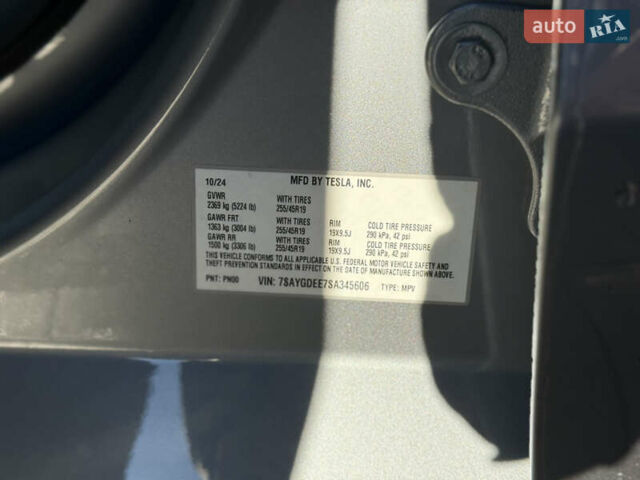 auto RIA.com
10/24 MFD BY TESLA, INC.
GVWR WITH TIRES
2369 kg (5224 lb) 255/45R19
GAWR FRT WITH TIRES RIM COLD TIRE PRESSURE
1363 kg (3004 lb) 255/45R19 19X9.5J 290 kPa, 42 psi
GAWR RR WITH TIRES RIM COLD TIRE PRESSURE
1500 kg (3306 lb) 255/45R19 19X9.5J 290 kPa, 42 psi
THIS VEHICLE CONFORMS TO ALL APPLICABLE U.S. FEDERAL MOTOR VEHICLE SAFETY AND
THEFT PREVENTION STANDARDS IN EFFECT ON THE DATE OF MANUFACTURE SHOWN ABOVE.
PNT: PN00 VIN: 7SAYGDEE7SA345606 TYPE: MPV